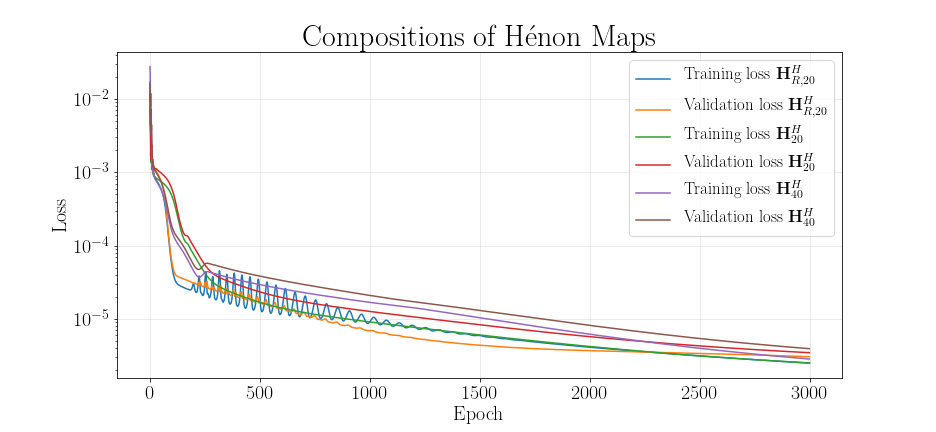 Compositions of Hénon Maps
Training loss H^H_{R,20}
Validation loss H^H_{R,20}
Training loss H^H_{20}
Validation loss H^H_{20}
Training loss H^H_{40}
Validation loss H^H_{40}
Loss
10^{-2}
10^{-3}
10^{-4}
10^{-5}
0 500 1000 1500 2000 2500 3000
Epoch